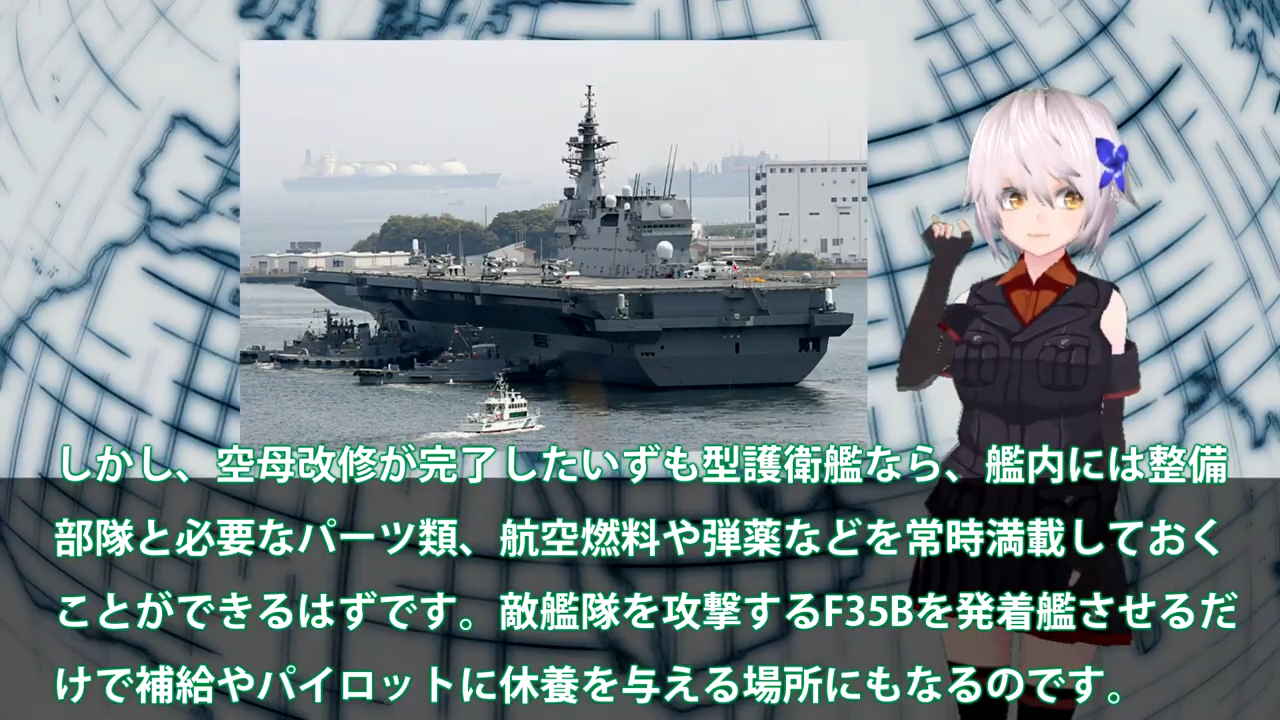 しかし、空母改修が完了したいずも型護衛艦なら、艦内には整備
部隊と必要なパーツ類、航空燃料や弾薬などを常時満載しておく
ことができるはずです。敵艦隊を攻撃するF35Bを発着艦させるだ
けで補給やパイロットに休養を与える場所にもなるのです。